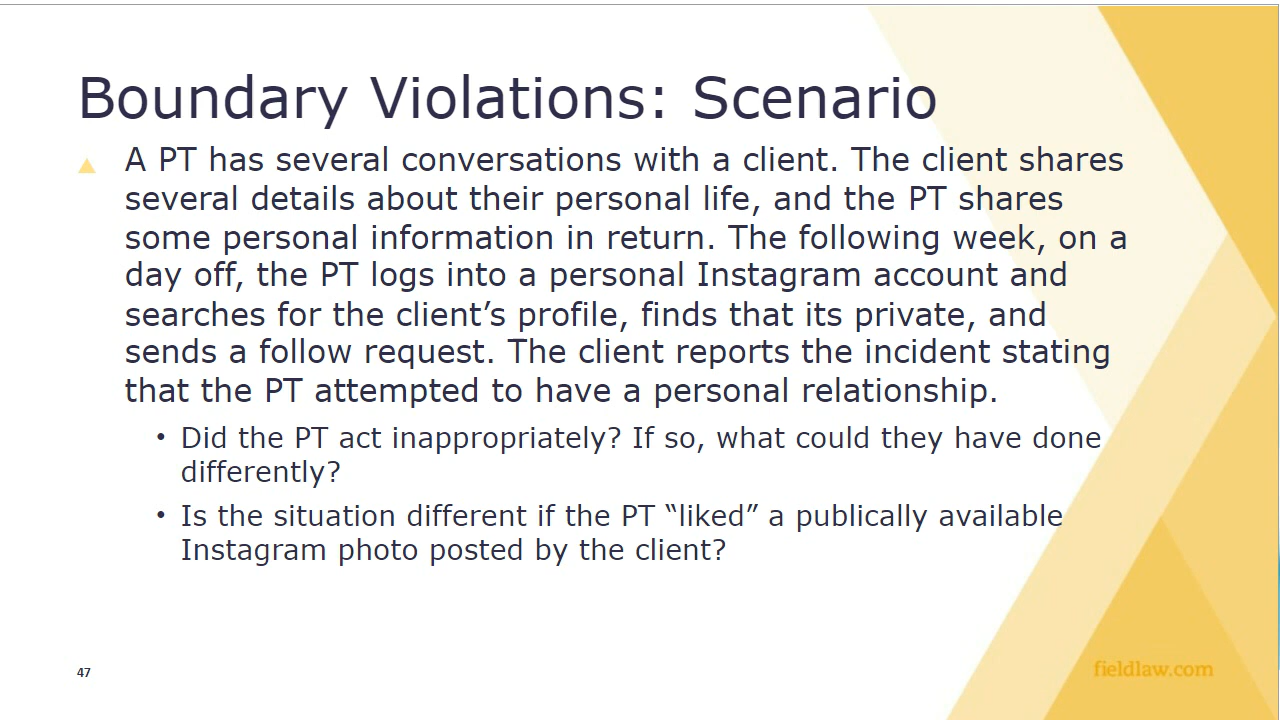 Boundary Violations: Scenario
A PT has several conversations with a client. The client shares
several details about their personal life, and the PT shares
some personal information in return. The following week, on a
day off, the PT logs into a personal Instagram account and
searches for the client’s profile, finds that its private, and
sends a follow request. The client reports the incident stating
that the PT attempted to have a personal relationship.
• Did the PT act inappropriately? If so, what could they have done
differently?
• Is the situation different if the PT “liked” a publically available
Instagram photo posted by the client?
47
fieldlaw.com